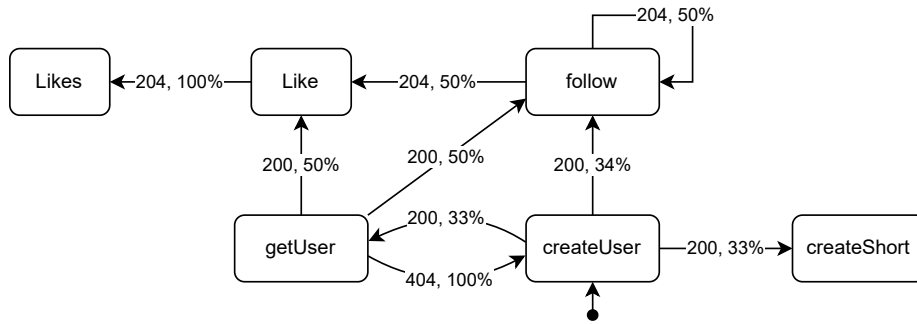 204, 50%
Likes
204, 100%
Like
204, 50%
follow
200, 50%
200, 50%
200, 34%
getUser
200, 33%
404, 100%
createUser
200, 33%
createShort